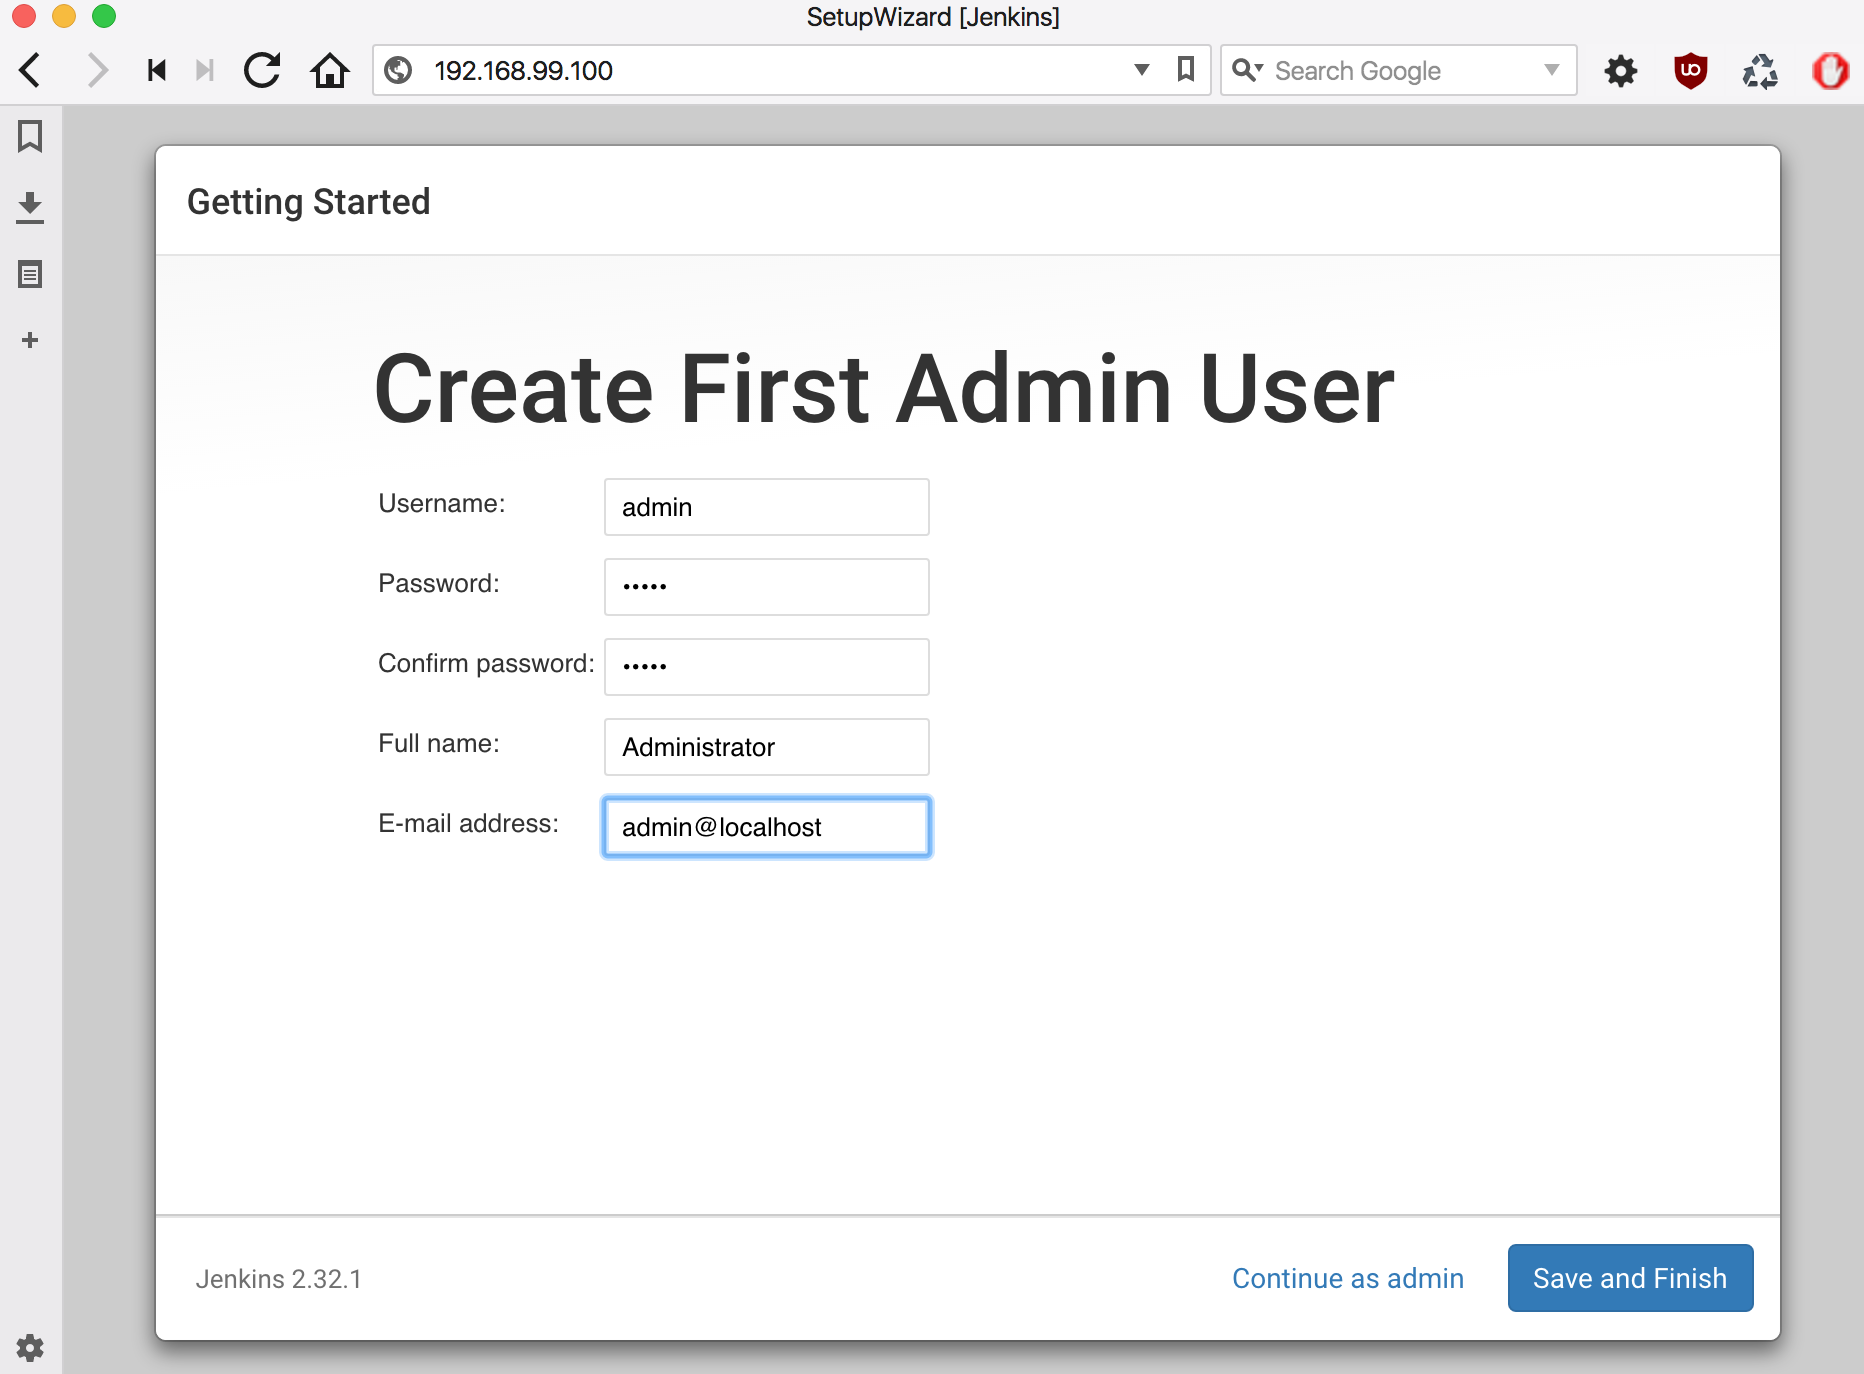 SetupWizard [Jenkins]
192.168.99.100
Search Google
Getting Started
Create First Admin User
Username:
admin
Password:
•••••
Confirm password:
•••••
Full name:
Administrator
E-mail address:
admin@localhost
Jenkins 2.32.1
Continue as admin
Save and Finish